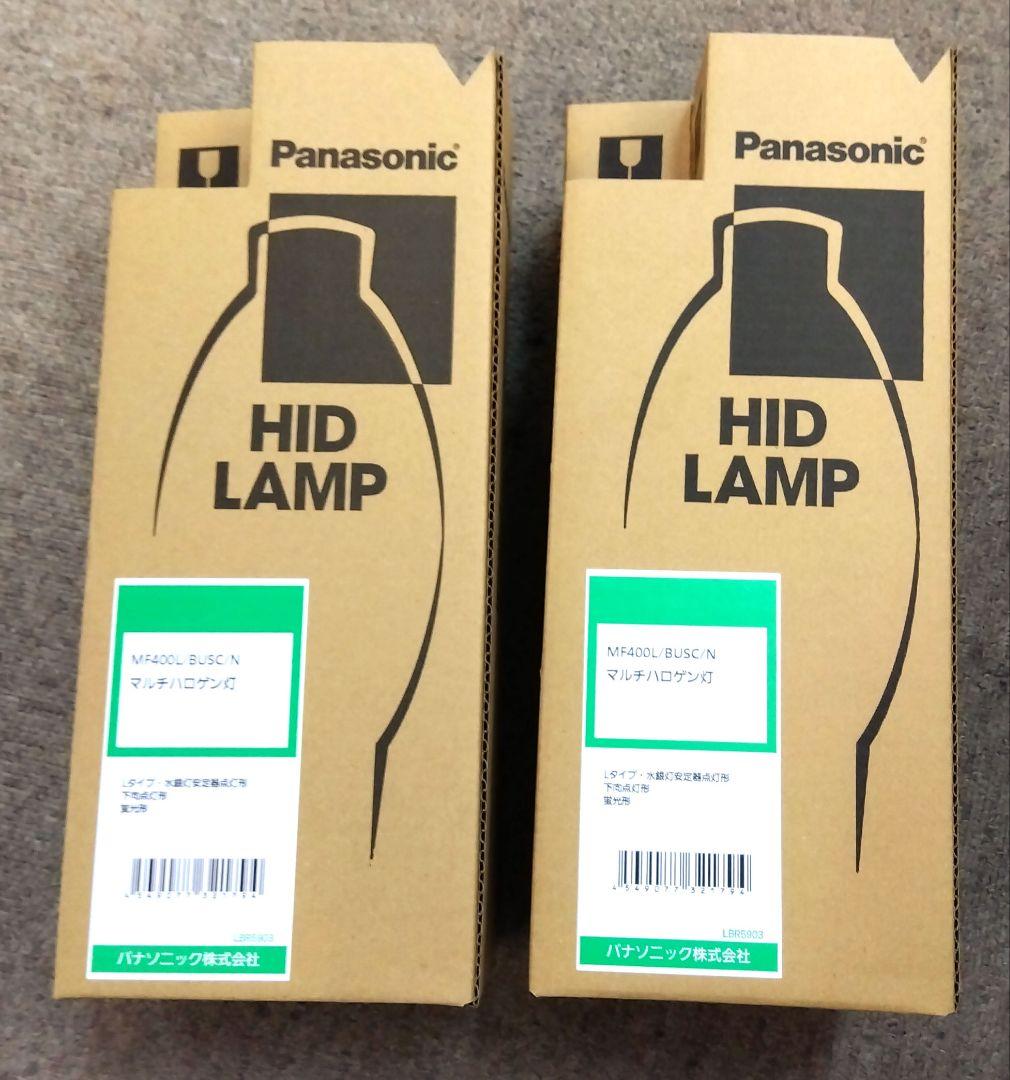 Panasonic
HID
LAMP
MF400L/BUSC/N
マルチハロゲン灯
Lタイプ・水銀灯安定器点灯形
下向点灯形
蛍光形
4549077321794
LBR5903
パナソニック株式会社
Panasonic
HID
LAMP
MF400L/BUSC/N
マルチハロゲン灯
Lタイプ・水銀灯安定器点灯形
下向点灯形
蛍光形
4549077321794
LBR5903
パナソニック株式会社